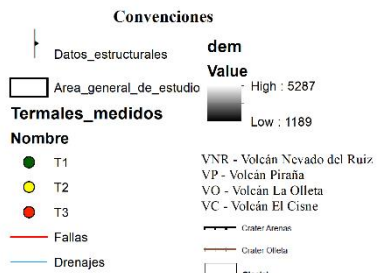 Convenciones
Datos_estructurales
Area_general_de_estudio
Termales_medidos
Nombre
T1
T2
T3
Fallas
Drenajes
dem
Value
High : 5287
Low : 1189
VNR - Volcán Nevado del Ruiz
VP - Volcán Piraña
VO - Volcán La Olleta
VC - Volcán El Cisne
Crater Arenas
Crater Olleta